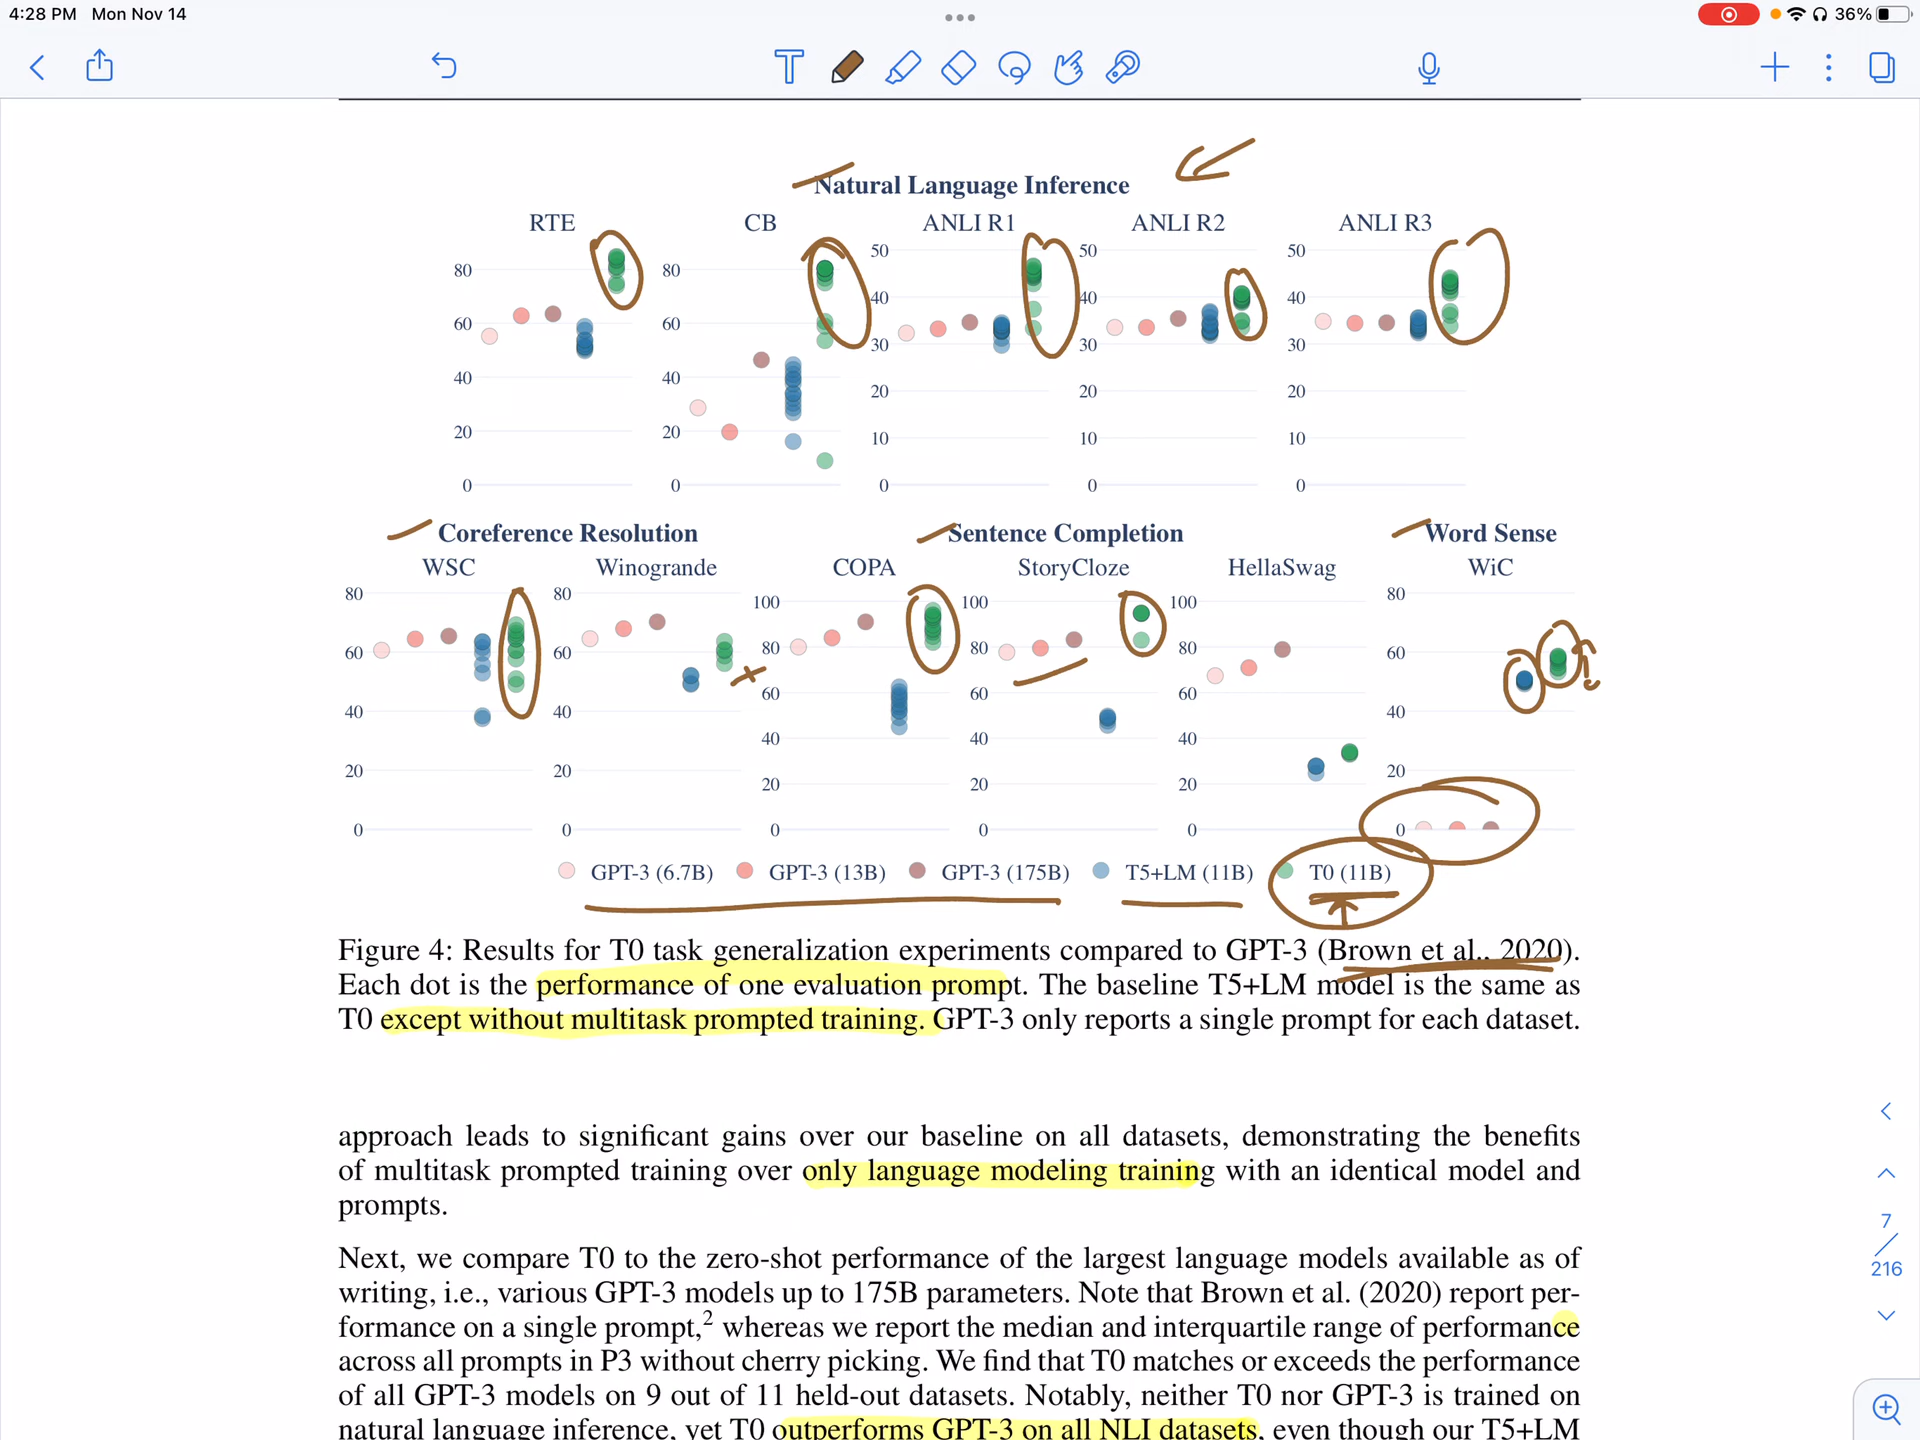 4:28 PM Mon Nov 14
36%
Natural Language Inference
RTE CB ANLI R1 ANLI R2 ANLI R3
80 60 40 20 0
80 60 40 20 0
50 40 30 20 10 0
50 40 30 20 10 0
50 40 30 20 10 0
Coreference Resolution Sentence Completion Word Sense
WSC Winogrande COPA StoryCloze HellaSwag WiC
80 60 40 20 0
80 60 40 20 0
100 80 60 40 20 0
100 80 60 40 20 0
100 80 60 40 20 0
80 60 40 20 0
GPT-3 (6.7B) GPT-3 (13B) GPT-3 (175B) T5+LM (11B) T0 (11B)
Figure 4: Results for T0 task generalization experiments compared to GPT-3 (Brown et al., 2020).
Each dot is the performance of one evaluation prompt. The baseline T5+LM model is the same as
T0 except without multitask prompted training. GPT-3 only reports a single prompt for each dataset.
approach leads to significant gains over our baseline on all datasets, demonstrating the benefits
of multitask prompted training over only language modeling training with an identical model and
prompts.
Next, we compare T0 to the zero-shot performance of the largest language models available as of
writing, i.e., various GPT-3 models up to 175B parameters. Note that Brown et al. (2020) report per-
formance on a single prompt,2 whereas we report the median and interquartile range of performance
across all prompts in P3 without cherry picking. We find that T0 matches or exceeds the performance
of all GPT-3 models on 9 out of 11 held-out datasets. Notably, neither T0 nor GPT-3 is trained on
natural language inference, yet T0 outperforms GPT-3 on all NLI datasets, even though our T5+LM
7
216